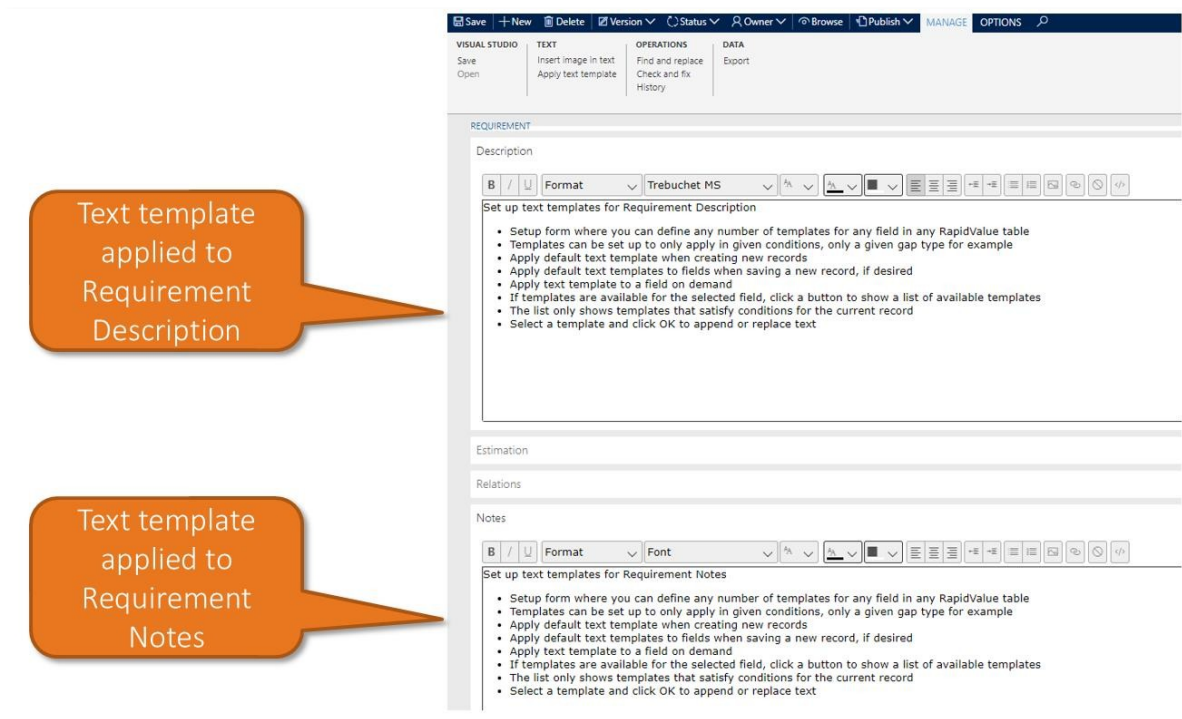 Save New Delete Version Status Owner Browse Publish MANAGE OPTIONS
VISUAL STUDIO TEXT OPERATIONS DATA
Save Insert image in text Find and replace Export
Open Apply text template Check and fix
History
REQUIREMENT
Description
B I U Format Trebuchet MS
Text template
applied to
Requirement
Description
Set up text templates for Requirement Description
• Setup form where you can define any number of templates for any field in any RapidValue table
• Templates can be set up to only apply in given conditions, only a given gap type for example
• Apply default text template when creating new records
• Apply default text templates to fields when saving a new record, if desired
• Apply text template to a field on demand
• If templates are available for the selected field, click a button to show a list of available templates
• The list only shows templates that satisfy conditions for the current record
• Select a template and click OK to append or replace text
Estimation
Relations
Notes
B I U Format Font
Text template
applied to
Requirement
Notes
Set up text templates for Requirement Notes
• Setup form where you can define any number of templates for any field in any RapidValue table
• Templates can be set up to only apply in given conditions, only a given gap type for example
• Apply default text template when creating new records
• Apply default text templates to fields when saving a new record, if desired
• Apply text template to a field on demand
• If templates are available for the selected field, click a button to show a list of available templates
• The list only shows templates that satisfy conditions for the current record
• Select a template and click OK to append or replace text